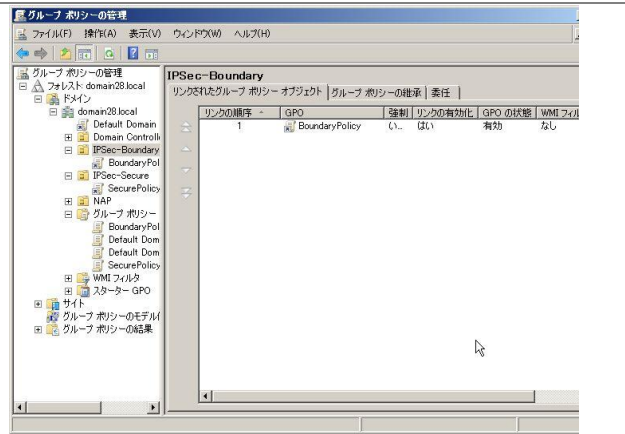 グループ ポリシーの管理
ファイル(F) 操作(A) 表示(V) ウィンドウ(W) ヘルプ(H)
グループ ポリシーの管理
フォレスト: domain28.local
ドメイン
domain28.local
Default Domain
Domain Controll
IPSec-Boundary
BoundaryPol
IPSec-Secure
SecurePolicy
NAP
グループ ポリシー
BoundaryPol
Default Dom
Default Dom
SecurePolicy
WMI フィルタ
スターター GPO
サイト
グループ ポリシーのモデル
グループ ポリシーの結果
IPSec-Boundary
リンクされたグループ ポリシー オブジェクト グループ ポリシーの継承 委任
リンクの順序 GPO 強制 リンクの有効化 GPO の状態 WMI フィル
1 BoundaryPolicy い... はい 有効 なし